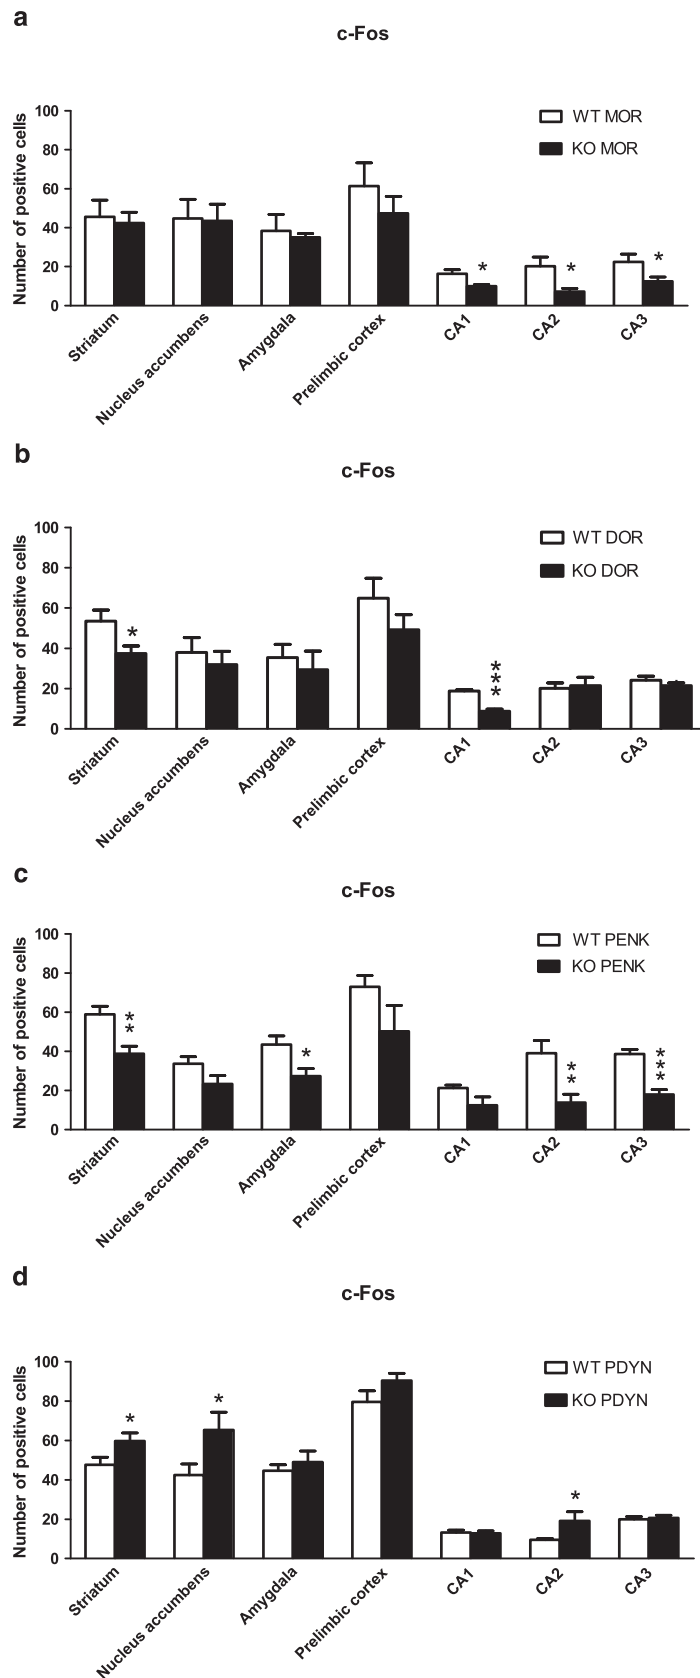 a
c-Fos
Number of positive cells
100
80
60
40
20
0
WT MOR
KO MOR
*
*
*
Striatum
Nucleus accumbens
Amygdala
Prelimbic cortex
CA1
CA2
CA3
b
c-Fos
Number of positive cells
100
80
60
40
20
0
WT DOR
KO DOR
*
***
Striatum
Nucleus accumbens
Amygdala
Prelimbic cortex
CA1
CA2
CA3
c
c-Fos
Number of positive cells
100
80
60
40
20
0
WT PENK
KO PENK
**
*
**
***
Striatum
Nucleus accumbens
Amygdala
Prelimbic cortex
CA1
CA2
CA3
d
c-Fos
Number of positive cells
100
80
60
40
20
0
WT PDYN
KO PDYN
*
*
*
Striatum
Nucleus accumbens
Amygdala
Prelimbic cortex
CA1
CA2
CA3